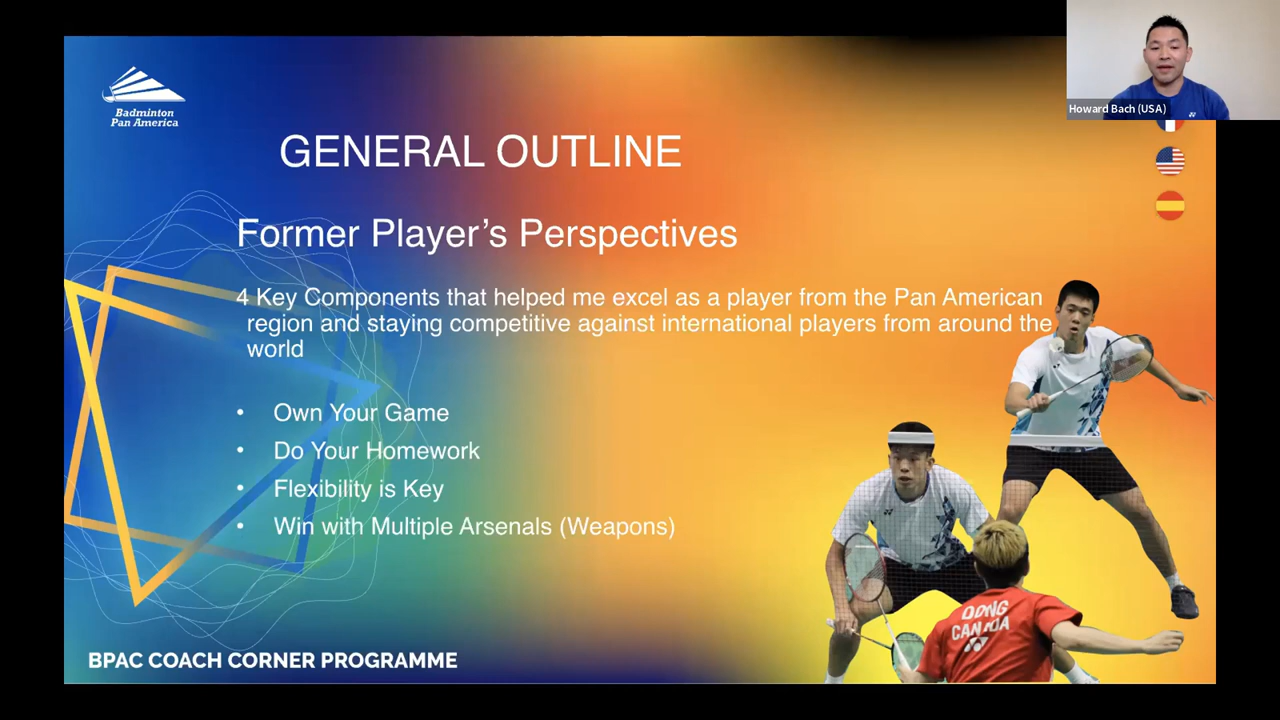 Howard Bach (USA)
Badminton
Pan America
GENERAL OUTLINE
Former Player's Perspectives
4 Key Components that helped me excel as a player from the Pan American
region and staying competitive against international players from around the
world
• Own Your Game
• Do Your Homework
• Flexibility is Key
• Win with Multiple Arsenals (Weapons)
DONG
CANADA
BPAC COACH CORNER PROGRAMME